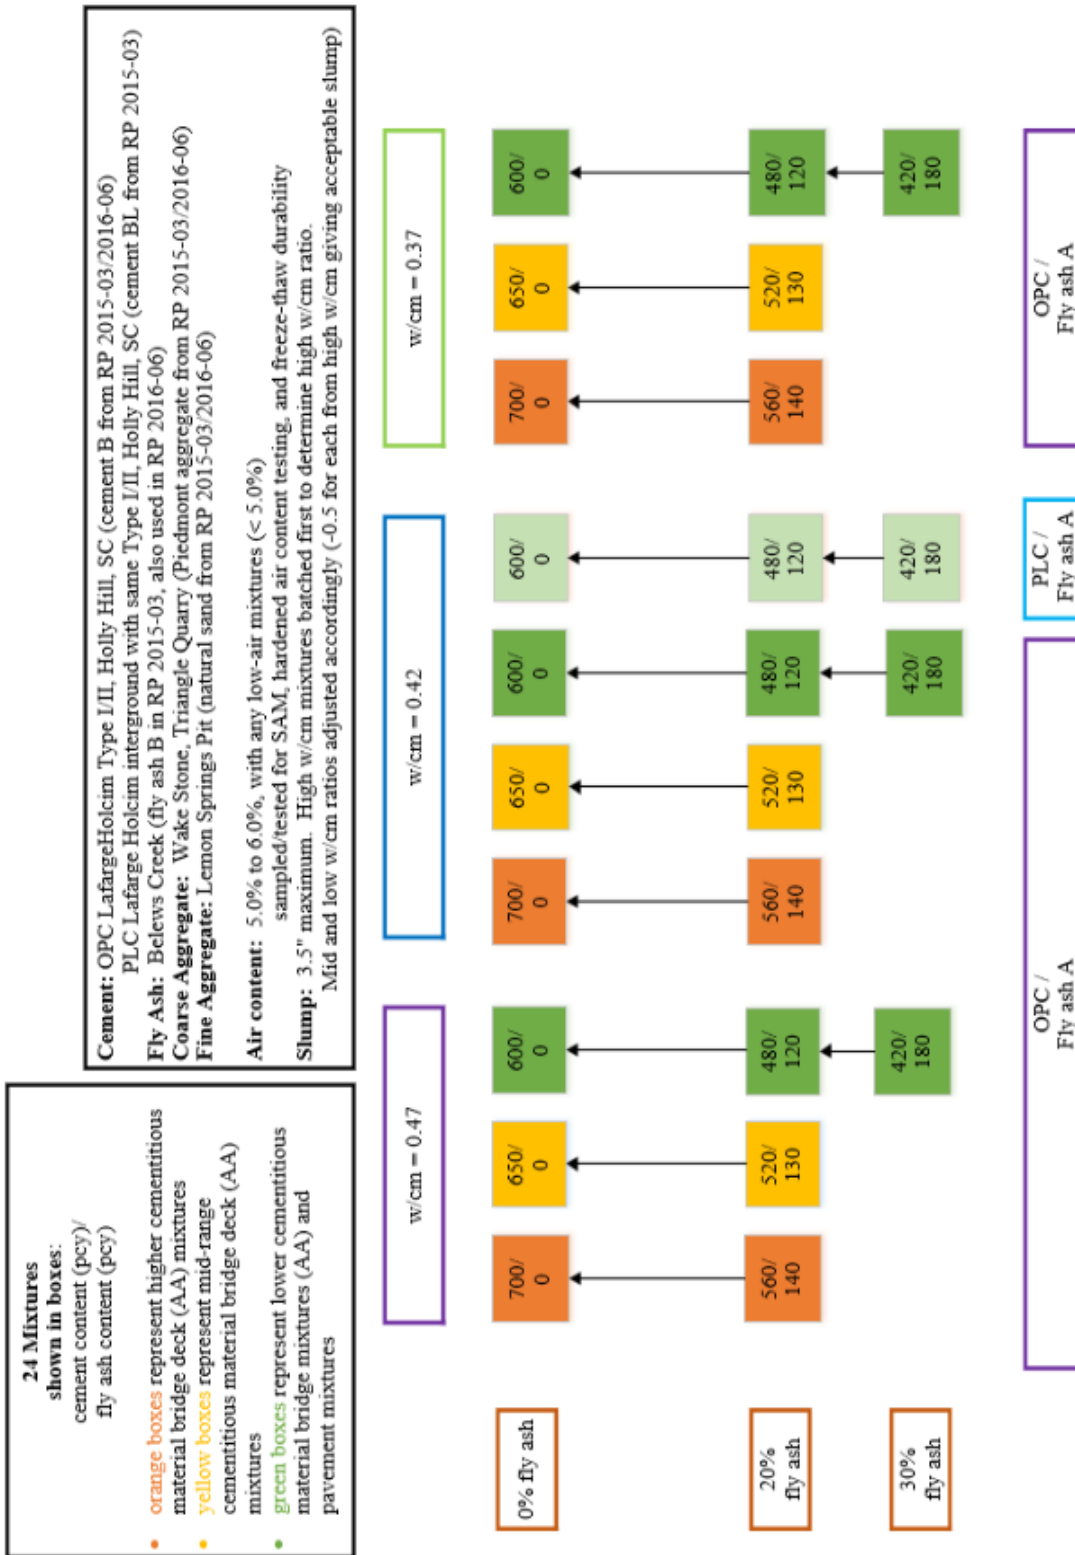 24 Mixtures
shown in boxes:
cement content (pcy)/
fly ash content (pcy)
• orange boxes represent higher cementitious
material bridge deck (AA) mixtures
• yellow boxes represent mid-range
cementitious material bridge deck (AA)
mixtures
• green boxes represent lower cementitious
material bridge mixtures (AA) and
pavement mixtures
Cement: OPC LafargeHolcim Type I/II, Holly Hill, SC (cement B from RP 2015-03/2016-06)
PLC Lafarge Holcim interground with same Type I/II, Holly Hill, SC (cement BL from RP 2015-03)
Fly Ash: Belews Creek (fly ash B in RP 2015-03, also used in RP 2016-06)
Coarse Aggregate: Wake Stone, Triangle Quarry (Piedmont aggregate from RP 2015-03/2016-06)
Fine Aggregate: Lemon Springs Pit (natural sand from RP 2015-03/2016-06)
Air content: 5.0% to 6.0%, with any low-air mixtures (< 5.0%)
sampled/tested for SAM, hardened air content testing, and freeze-thaw durability
Slump: 3.5" maximum. High w/cm mixtures batched first to determine high w/cm ratio.
Mid and low w/cm ratios adjusted accordingly (-0.5 for each from high w/cm giving acceptable slump)
w/cm = 0.47
w/cm = 0.42
w/cm = 0.37
0% fly ash
700/
0
650/
0
600/
0
700/
0
650/
0
600/
0
600/
0
700/
0
650/
0
600/
0
20%
fly ash
560/
140
520/
130
480/
120
560/
140
520/
130
480/
120
480/
120
560/
140
520/
130
480/
120
30%
fly ash
420/
180
420/
180
420/
180
420/
180
OPC /
Fly ash A
PLC /
Fly ash A
OPC /
Fly ash A